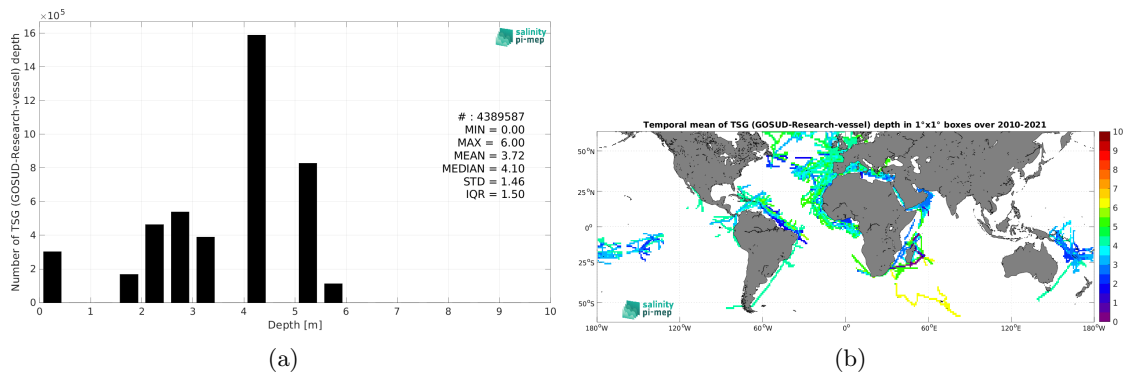 ×10⁵
16
14
12
10
8
6
4
2
0
Number of TSG (GOSUD-Research-vessel) depth
0 1 2 3 4 5 6 7 8 9 10
Depth [m]
salinity
pi-mep
# : 4389587
MIN = 0.00
MAX = 6.00
MEAN = 3.72
MEDIAN = 4.10
STD = 1.46
IQR = 1.50
(a)
Temporal mean of TSG (GOSUD-Research-vessel) depth in 1°x1° boxes over 2010-2021
50°N
25°N
0°
25°S
50°S
180°W 120°W 60°W 0° 60°E 120°E 180°W
salinity
pi-mep
10
9
8
7
6
5
4
3
2
1
0
(b)